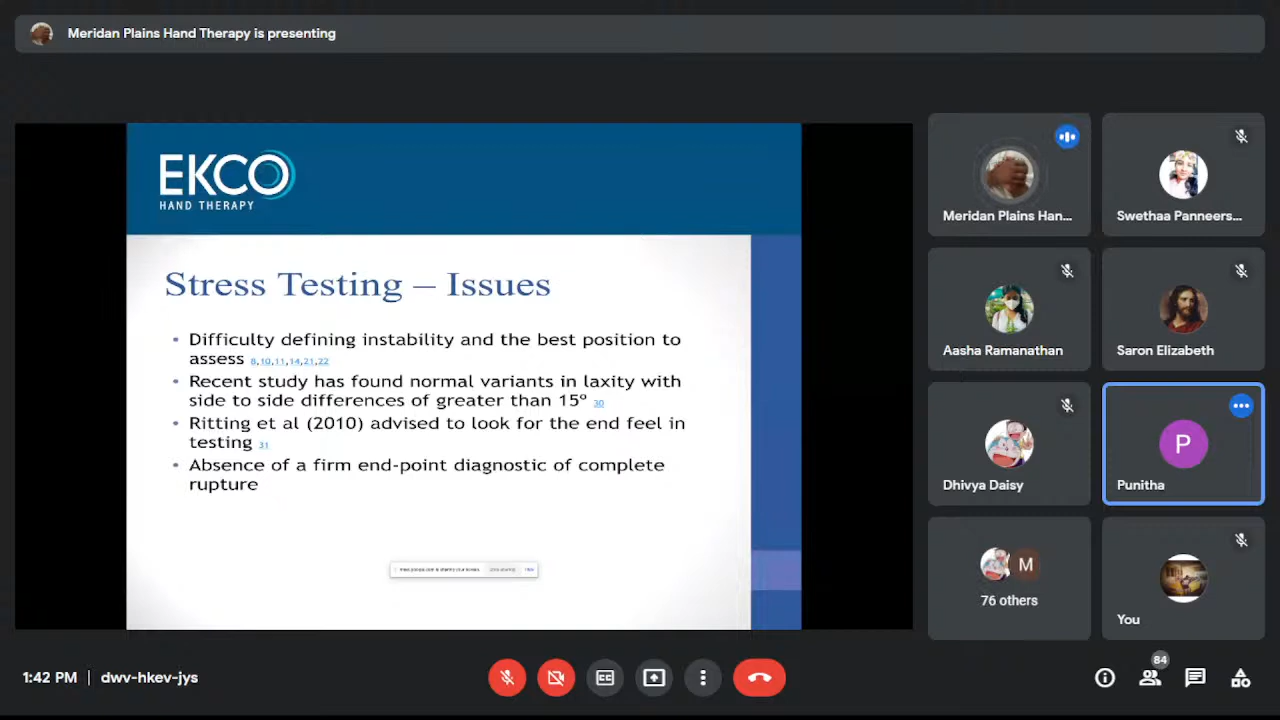 Meridan Plains Hand Therapy is presenting
EKCO
HAND THERAPY
Stress Testing – Issues
• Difficulty defining instability and the best position to
assess 8,10,11,14,21,22
• Recent study has found normal variants in laxity with
side to side differences of greater than 15º 30
• Ritting et al (2010) advised to look for the end feel in
testing 31
• Absence of a firm end-point diagnostic of complete
rupture
Meridan Plains Han...
Swethaa Panneers...
Aasha Ramanathan
Saron Elizabeth
Dhivya Daisy
P
Punitha
M
76 others
You
1:42 PM | dwv-hkev-jys
CC
84